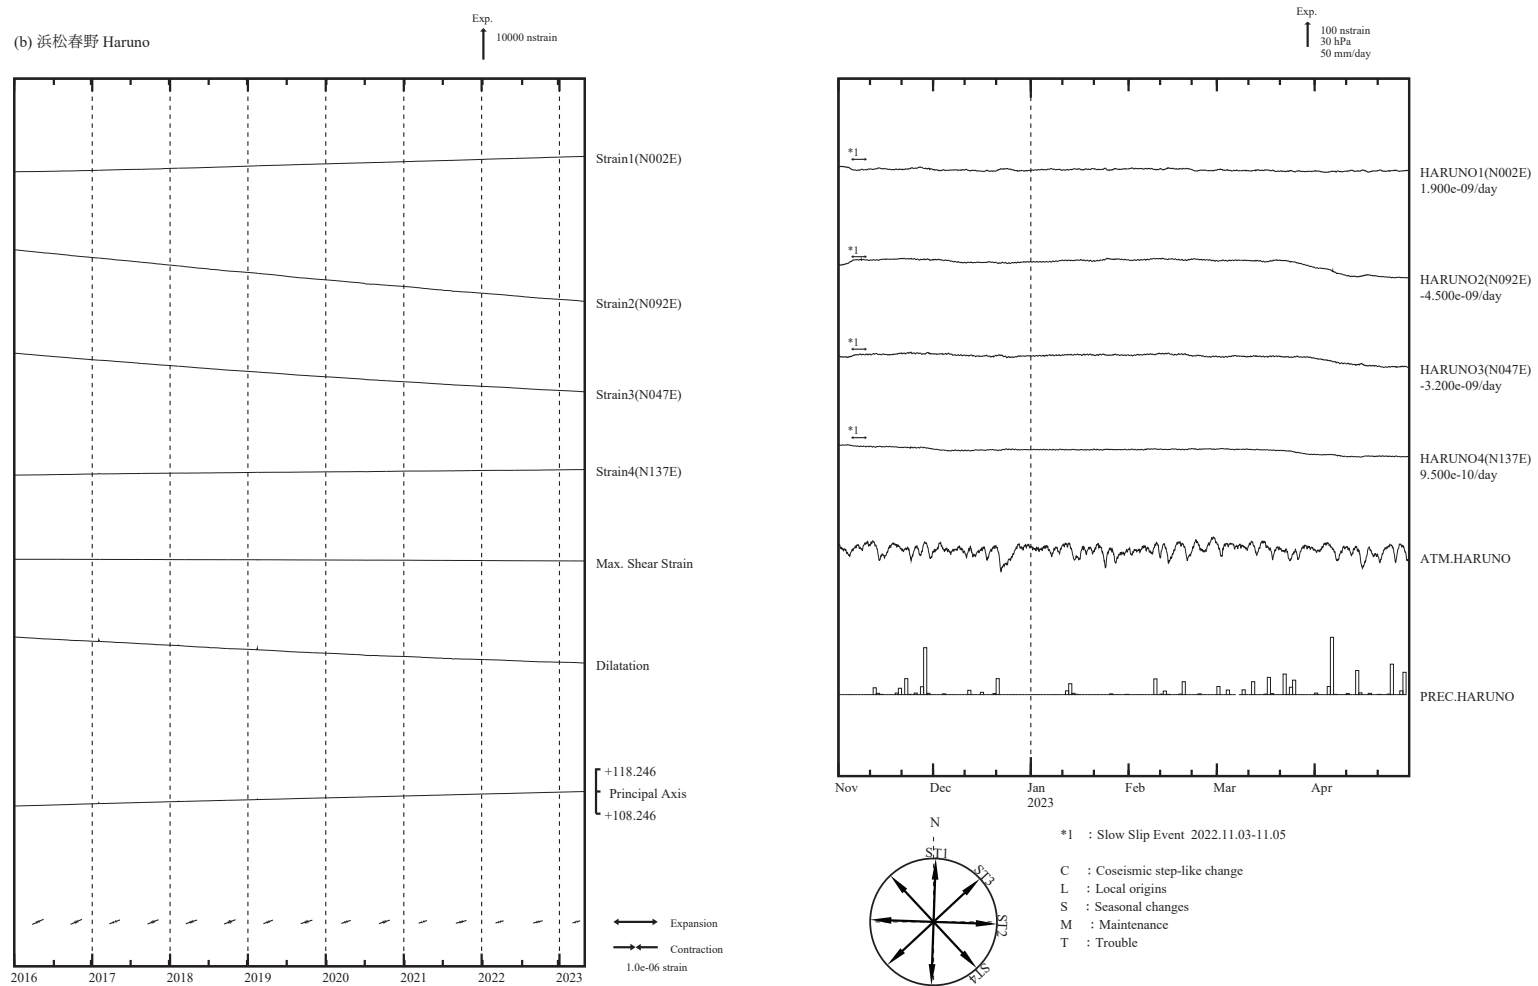 (b) 浜松春野 Haruno
Exp.
10000 nstrain
Strain1(N002E)
Strain2(N092E)
Strain3(N047E)
Strain4(N137E)
Max. Shear Strain
Dilatation
+118.246
Principal Axis
+108.246
Expansion
Contraction
1.0e-06 strain
2016 2017 2018 2019 2020 2021 2022 2023
Exp.
100 nstrain
30 hPa
50 mm/day
*1
HARUNO1(N002E)
1.900e-09/day
*1
HARUNO2(N092E)
-4.500e-09/day
*1
HARUNO3(N047E)
-3.200e-09/day
*1
HARUNO4(N137E)
9.500e-10/day
ATM.HARUNO
PREC.HARUNO
Nov Dec Jan Feb Mar Apr
2023
N
ST1
ST3
ST2
ST4
*1 : Slow Slip Event 2022.11.03-11.05
C : Coseismic step-like change
L : Local origins
S : Seasonal changes
M : Maintenance
T : Trouble